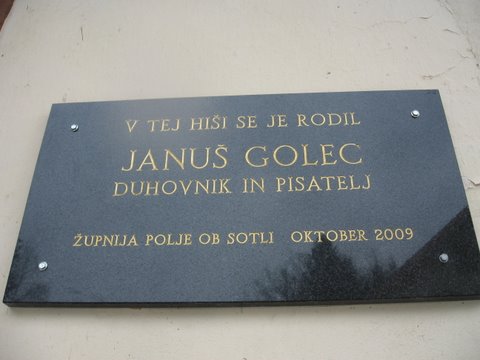 V TEJ HIŠI SE JE RODIL
JANUŠ GOLEC
DUHOVNIK IN PISATELJ
ŽUPNIJA POLJE OB SOTLI OKTOBER 2009